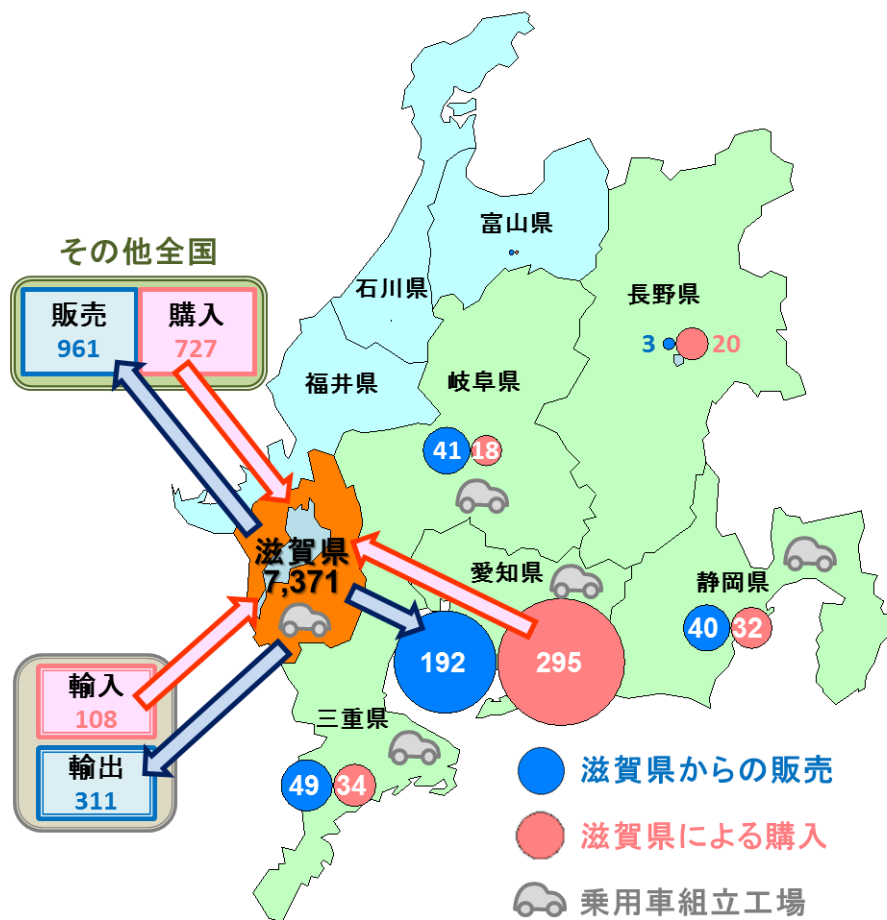 その他全国
販売
961
購入
727
富山県
石川県
長野県
3
20
福井県
岐阜県
41
18
滋賀県
7,371
愛知県
静岡県
40
32
192
295
輸入
108
輸出
311
三重県
49
34
滋賀県からの販売
滋賀県による購入
乗用車組立工場